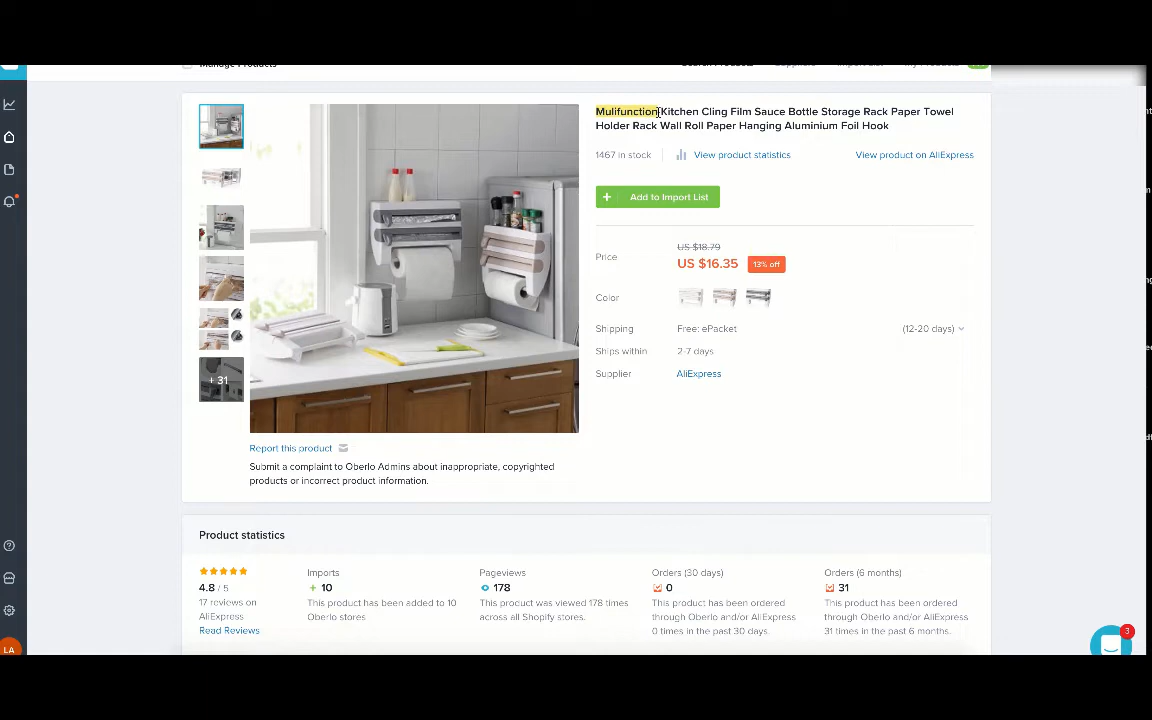 Mulifunction Kitchen Cling Film Sauce Bottle Storage Rack Paper Towel
Holder Rack Wall Roll Paper Hanging Aluminium Foil Hook
1467 in stock
View product statistics
View product on AliExpress
+ Add to Import List
US $18.79
Price
US $16.35
13% off
Color
Shipping
Free: ePacket
(12-20 days)
Ships within
2-7 days
Supplier
AliExpress
+ 31
Report this product
Submit a complaint to Oberlo Admins about inappropriate, copyrighted
products or incorrect product information.
Product statistics
4.8 / 5
17 reviews on
AliExpress
Read Reviews
Imports
+ 10
This product has been added to 10
Oberlo stores
Pageviews
178
This product was viewed 178 times
across all Shopify stores.
Orders (30 days)
0
This product has been ordered
through Oberlo and/or AliExpress
0 times in the past 30 days.
Orders (6 months)
31
This product has been ordered
through Oberlo and/or AliExpress
31 times in the past 6 months.
3
LA